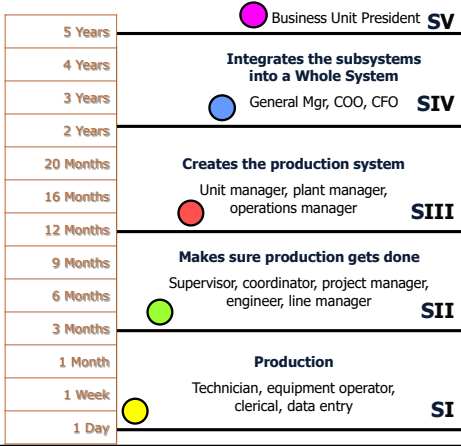 Business Unit President SV
5 Years
4 Years
Integrates the subsystems
into a Whole System
3 Years
General Mgr, COO, CFO SIV
2 Years
20 Months
Creates the production system
16 Months
Unit manager, plant manager,
operations manager SIII
12 Months
9 Months
Makes sure production gets done
6 Months
Supervisor, coordinator, project manager,
engineer, line manager SII
3 Months
1 Month
Production
1 Week
Technician, equipment operator,
clerical, data entry SI
1 Day